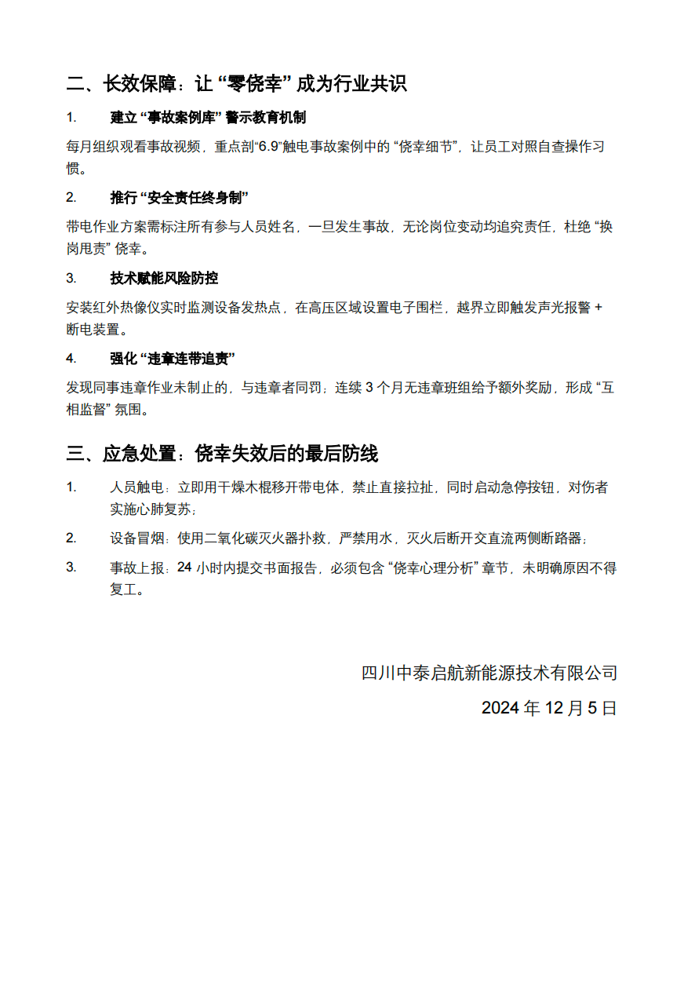 二、长效保障：让 “零侥幸” 成为行业共识
1. 建立 “事故案例库” 警示教育机制
每月组织观看事故视频，重点剖“6.9”触电事故案例中的 “侥幸细节”，让员工对照自查操作习
惯。
2. 推行 “安全责任终身制”
带电作业方案需标注所有参与人员姓名，一旦发生事故，无论岗位变动均追究责任，杜绝 “换
岗甩责” 侥幸。
3. 技术赋能风险防控
安装红外热像仪实时监测设备发热点，在高压区域设置电子围栏，越界立即触发声光报警 +
断电装置。
4. 强化 “违章连带追责”
发现同事违章作业未制止的，与违章者同罚；连续 3 个月无违章班组给予额外奖励，形成 “互
相监督” 氛围。
三、应急处置：侥幸失效后的最后防线
1. 人员触电：立即用干燥木棍移开带电体，禁止直接拉扯，同时启动急停按钮，对伤者
实施心肺复苏；
2. 设备冒烟：使用二氧化碳灭火器扑救，严禁用水，灭火后断开交直流两侧断路器；
3. 事故上报：24 小时内提交书面报告，必须包含 “侥幸心理分析” 章节，未明确原因不得
复工。
四川中泰启航新能源技术有限公司
2024 年 12 月 5 日